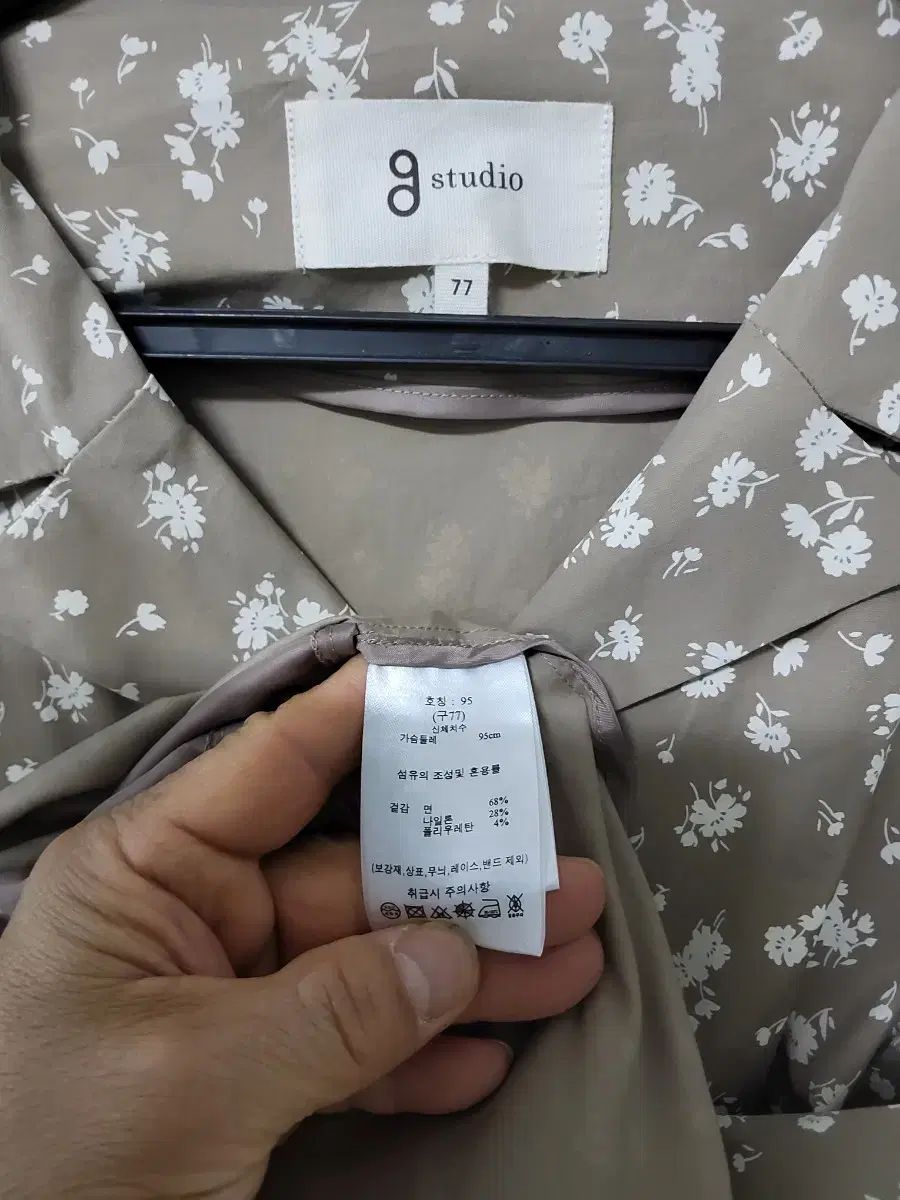 studio
77
호칭 : 95
(구77)
신체치수
가슴둘레 95cm
섬유의 조성및 혼용률
겉감 면 68%
나일론 28%
폴리우레탄 4%
(보강재,상표,무늬,레이스,밴드 제외)
취급시 주의사항